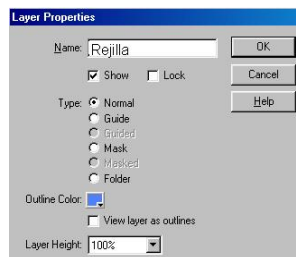 Layer Properties
Name: Rejilla
OK
Show Lock
Cancel
Type: Normal
Help
Guide
Guided
Mask
Masked
Folder
Outline Color:
View layer as outlines
Layer Height: 100%